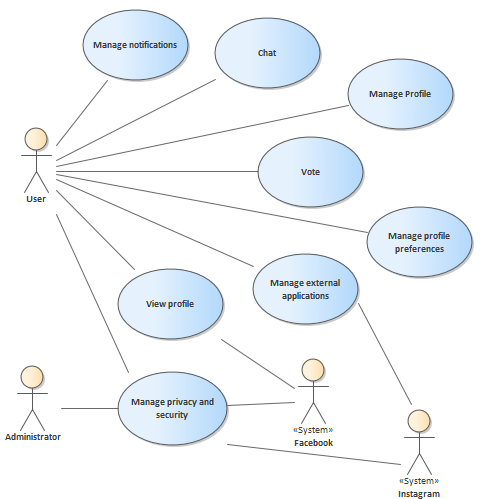 Manage notifications
Chat
Manage Profile
User
Vote
Manage profile
preferences
Manage external
applications
View profile
Manage privacy and
security
Administrator
«System»
Facebook
«System»
Instagram